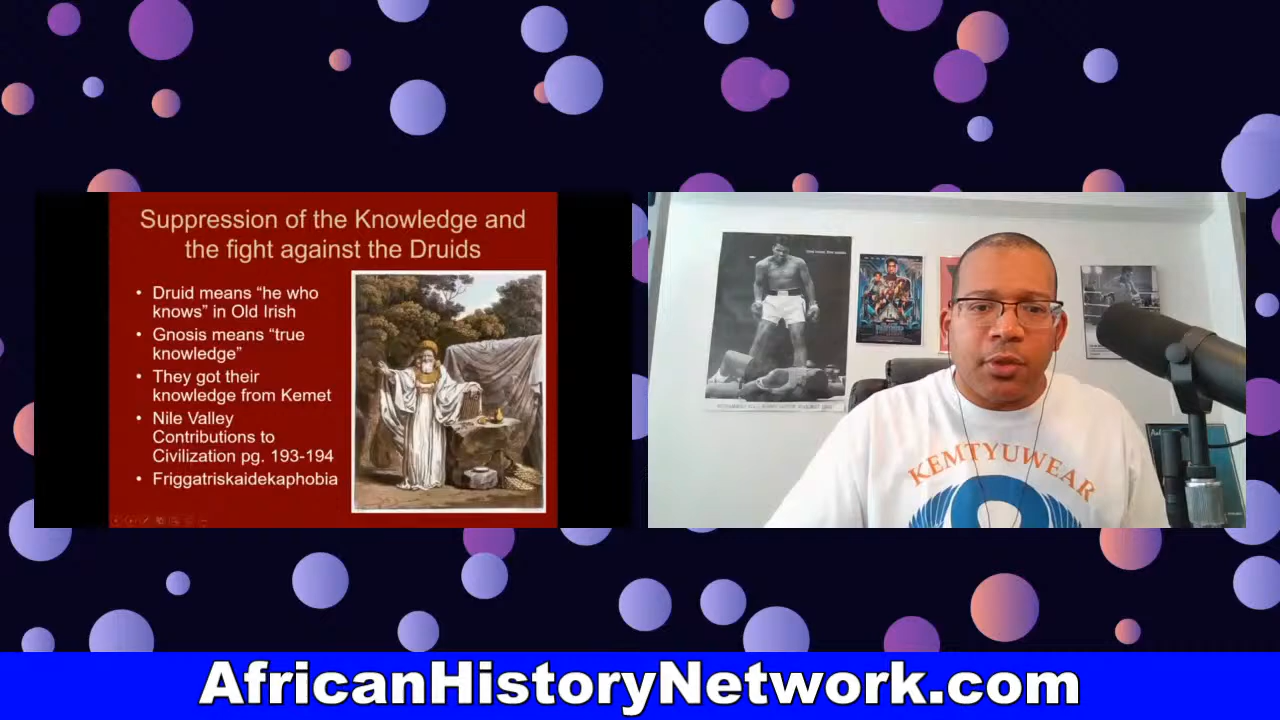 Suppression of the Knowledge and
the fight against the Druids
• Druid means “he who
knows” in Old Irish
• Gnosis means “true
knowledge”
• They got their
knowledge from Kemet
• Nile Valley
Contributions to
Civilization pg. 193-194
• Friggatriskaidekaphobia
KEMTYUWEAR
AfricanHistoryNetwork.com